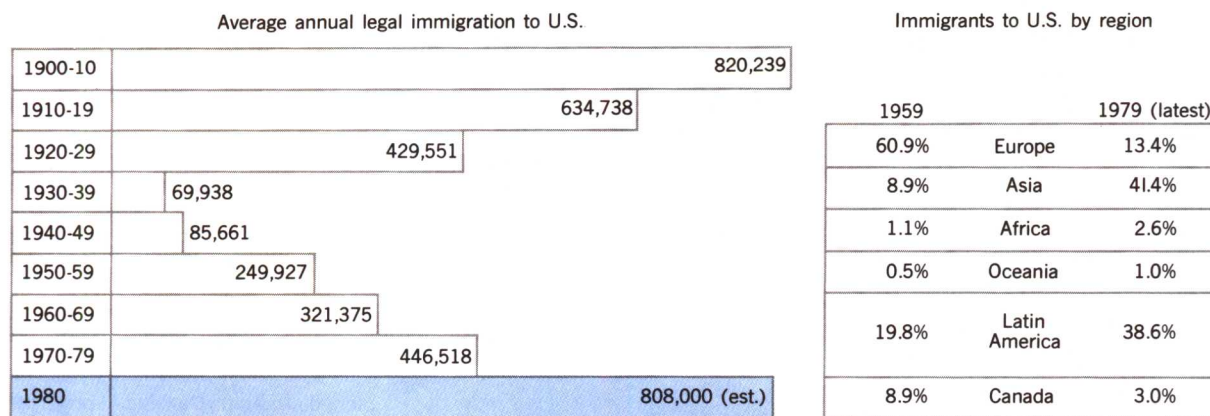 Average annual legal immigration to U.S.
1900-10 820,239
1910-19 634,738
1920-29 429,551
1930-39 69,938
1940-49 85,661
1950-59 249,927
1960-69 321,375
1970-79 446,518
1980 808,000 (est.)
Immigrants to U.S. by region
1959 1979 (latest)
60.9% Europe 13.4%
8.9% Asia 41.4%
1.1% Africa 2.6%
0.5% Oceania 1.0%
19.8% Latin America 38.6%
8.9% Canada 3.0%